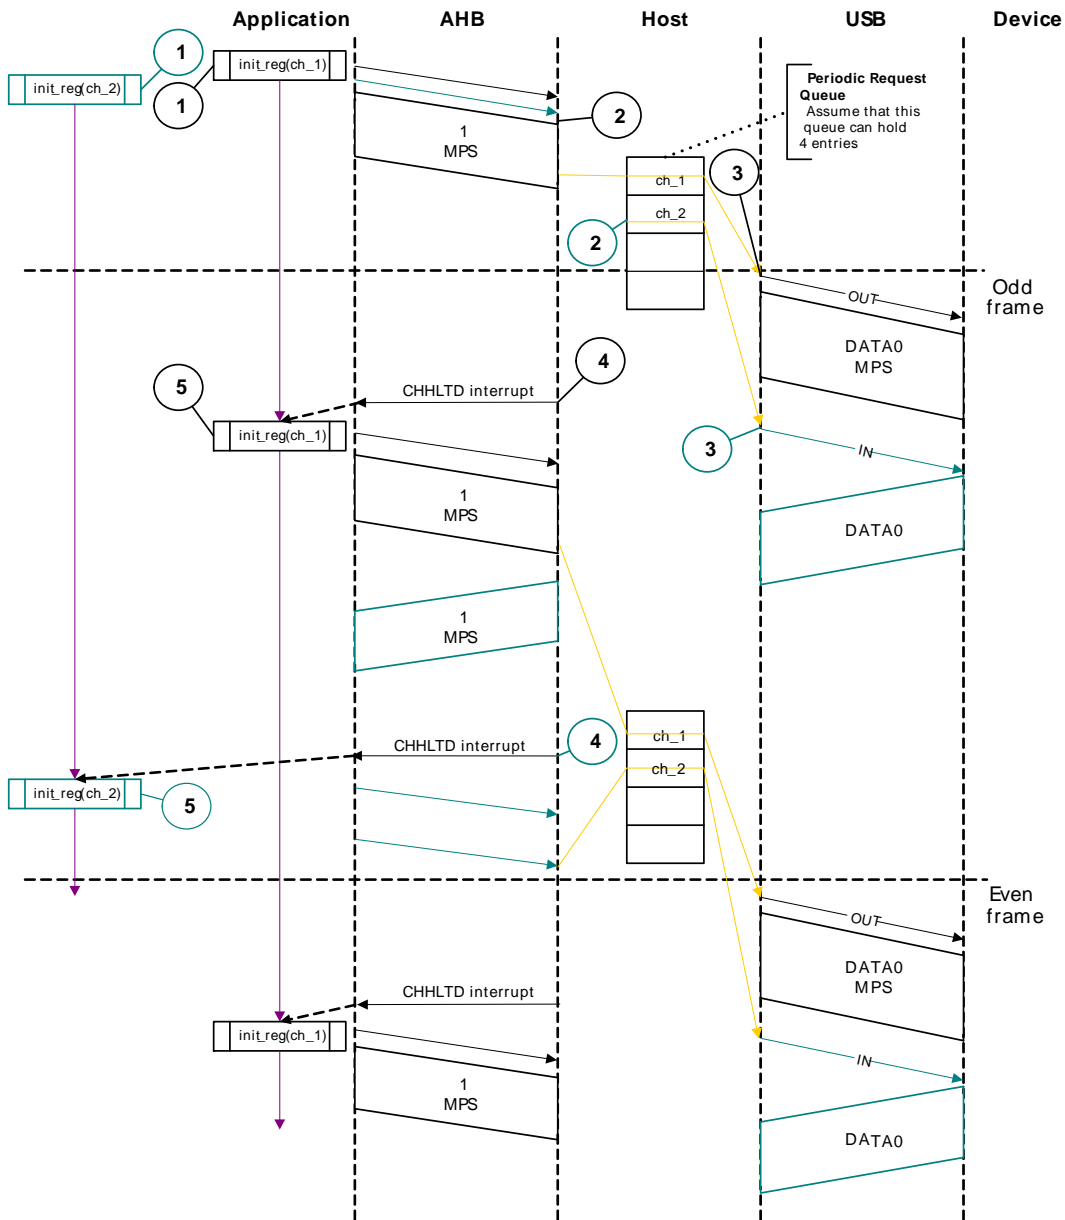 Application AHB Host USB Device
1
init_reg(ch_1)
init_reg(ch_2)
1
Periodic Request
Queue
Assume that this
queue can hold
4 entries
2
1
MPS
3
ch_1
ch_2
2
Odd
frame
OUT
DATA0
MPS
4
5
CHHLTD interrupt
init_reg(ch_1)
3
IN
1
MPS
DATA0
1
MPS
ch_1
4
CHHLTD interrupt
ch_2
init_reg(ch_2)
5
Even
frame
OUT
DATA0
MPS
CHHLTD interrupt
init_reg(ch_1)
IN
1
MPS
DATA0